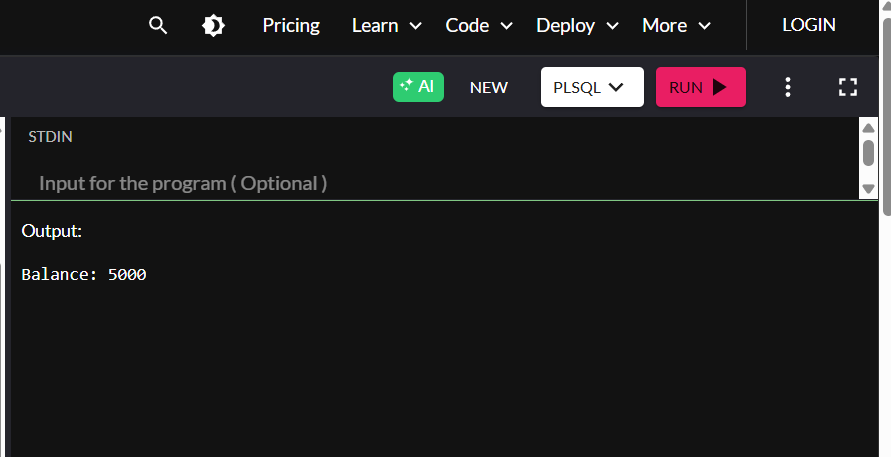 Pricing Learn Code Deploy More LOGIN
AI NEW PLSQL RUN
STDIN
Input for the program ( Optional )
Output:
Balance: 5000